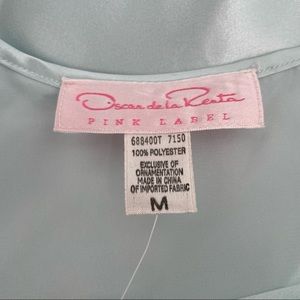 Oscar de la Renta
PINK LABEL
688400T 7150
100% POLYESTER
EXCLUSIVE OF
ORNAMENTATION
MADE IN CHINA
OF IMPORTED FABRIC
M